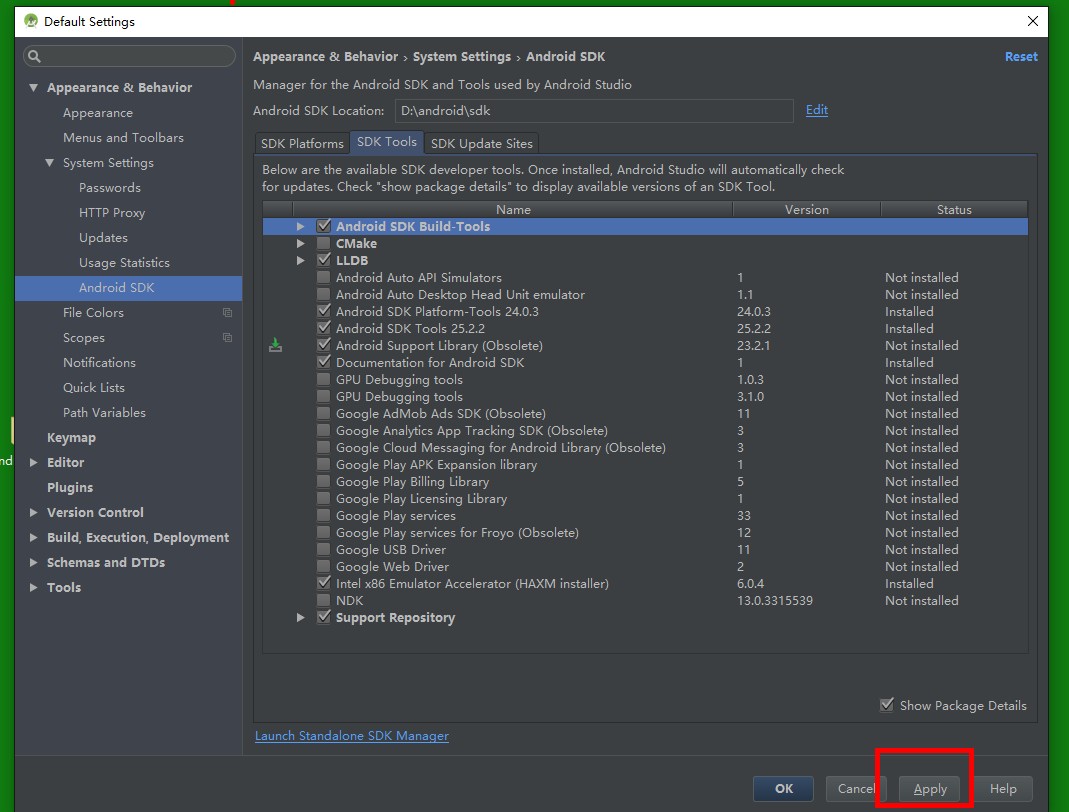 Default Settings
Appearance & Behavior
Appearance
Menus and Toolbars
System Settings
Passwords
HTTP Proxy
Updates
Usage Statistics
Android SDK
File Colors
Scopes
Notifications
Quick Lists
Path Variables
Keymap
Editor
Plugins
Version Control
Build, Execution, Deployment
Schemas and DTDs
Tools
nd
Appearance & Behavior › System Settings › Android SDK
Reset
Manager for the Android SDK and Tools used by Android Studio
Android SDK Location: D:\android\sdk Edit
SDK Platforms SDK Tools SDK Update Sites
Below are the available SDK developer tools. Once installed, Android Studio will automatically check
for updates. Check "show package details" to display available versions of an SDK Tool.
Name Version Status
Android SDK Build-Tools
CMake
LLDB
Android Auto API Simulators 1 Not installed
Android Auto Desktop Head Unit emulator 1.1 Not installed
Android SDK Platform-Tools 24.0.3 24.0.3 Installed
Android SDK Tools 25.2.2 25.2.2 Installed
Android Support Library (Obsolete) 23.2.1 Not installed
Documentation for Android SDK 1 Installed
GPU Debugging tools 1.0.3 Not installed
GPU Debugging tools 3.1.0 Not installed
Google AdMob Ads SDK (Obsolete) 11 Not installed
Google Analytics App Tracking SDK (Obsolete) 3 Not installed
Google Cloud Messaging for Android Library (Obsolete) 3 Not installed
Google Play APK Expansion library 1 Not installed
Google Play Billing Library 5 Not installed
Google Play Licensing Library 1 Not installed
Google Play services 33 Not installed
Google Play services for Froyo (Obsolete) 12 Not installed
Google USB Driver 11 Not installed
Google Web Driver 2 Not installed
Intel x86 Emulator Accelerator (HAXM installer) 6.0.4 Installed
NDK 13.0.3315539 Not installed
Support Repository
Show Package Details
Launch Standalone SDK Manager
OK Cancel Apply Help